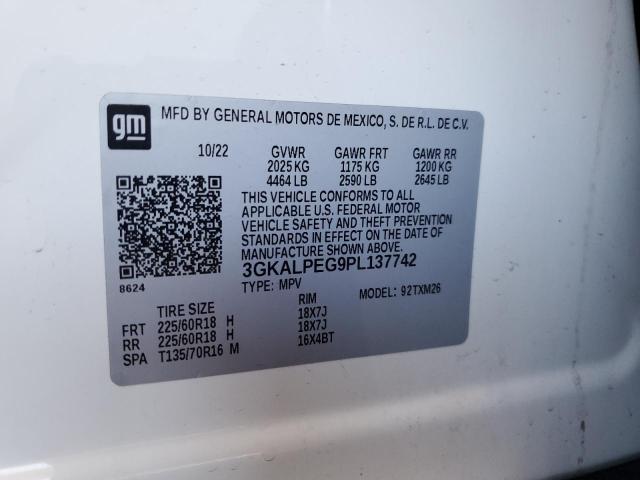 gm
MFD BY GENERAL MOTORS DE MEXICO, S. DE R.L. DE C.V.
10/22 GVWR GAWR FRT GAWR RR
2025 KG 1175 KG 1200 KG
4464 LB 2590 LB 2645 LB
THIS VEHICLE CONFORMS TO ALL
APPLICABLE U.S. FEDERAL MOTOR
VEHICLE SAFETY AND THEFT PREVENTION
STANDARDS IN EFFECT ON THE DATE OF
MANUFACTURE SHOWN ABOVE.
3GKALPEG9PL137742
8624
TYPE: MPV MODEL: 92TXM26
TIRE SIZE RIM
FRT 225/60R18 H 18X7J
RR 225/60R18 H 18X7J
SPA T135/70R16 M 16X4BT